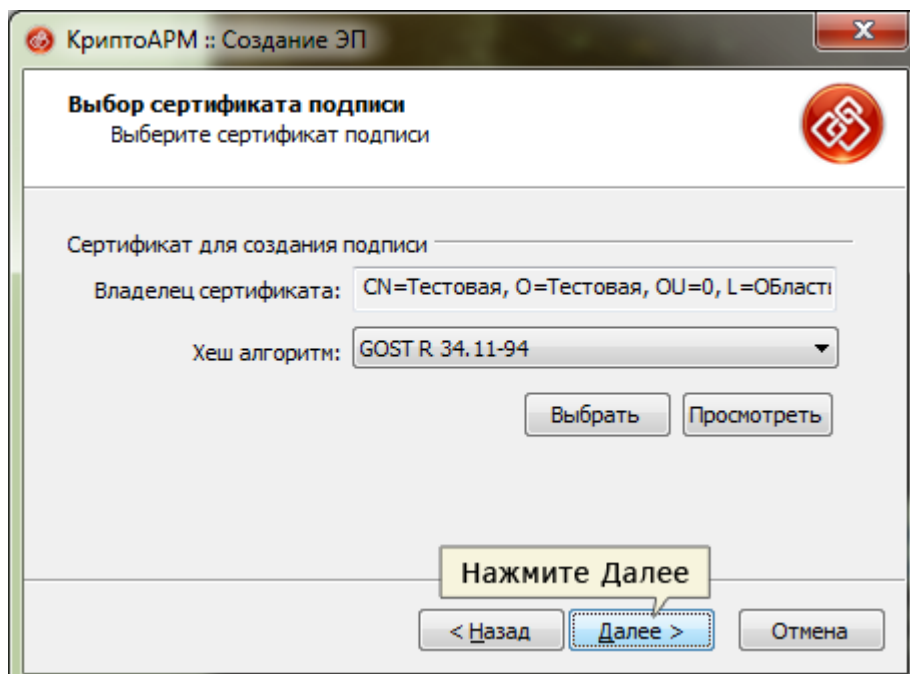 КриптоАРМ :: Создание ЭП
Выбор сертификата подписи
Выберите сертификат подписи
Сертификат для создания подписи
Владелец сертификата: CN=Тестовая, O=Тестовая, OU=0, L=ОБласть
Хеш алгоритм: GOST R 34.11-94
Выбрать Просмотреть
Нажмите Далее
< Назад Далее > Отмена